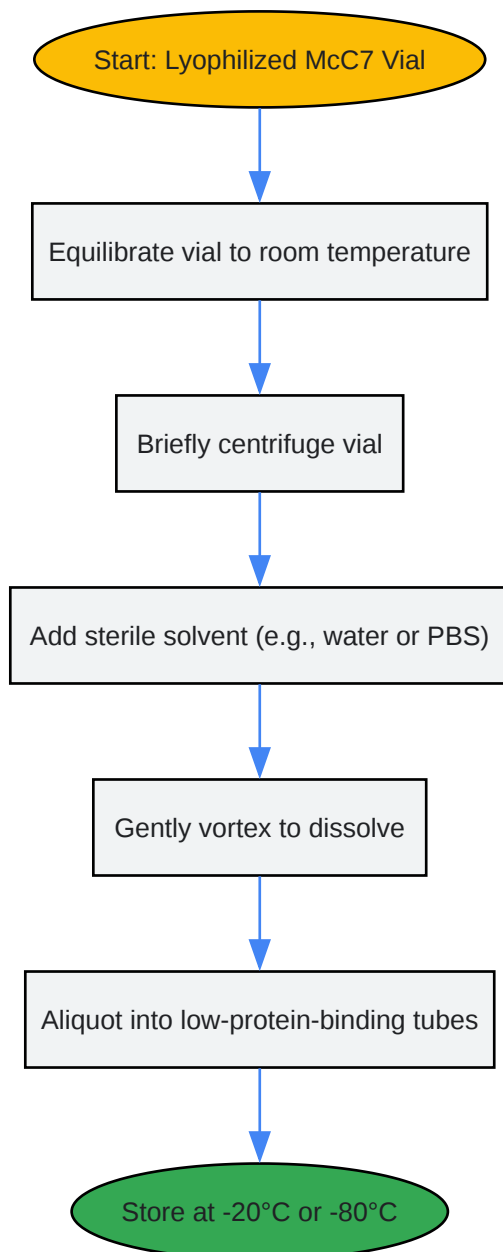 Start: Lyophilized McC7 Vial
Equilibrate vial to room temperature
Briefly centrifuge vial
Add sterile solvent (e.g., water or PBS)
Gently vortex to dissolve
Aliquot into low-protein-binding tubes
Store at -20°C or -80°C